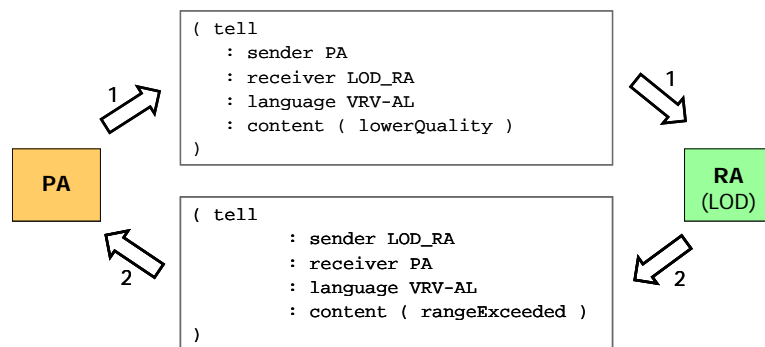 ( tell
: sender PA
: receiver LOD_RA
: language VRV-AL
: content ( lowerQuality )
)
1
1
PA
RA
(LOD)
( tell
: sender LOD_RA
: receiver PA
: language VRV-AL
: content ( rangeExceeded )
)
2
2